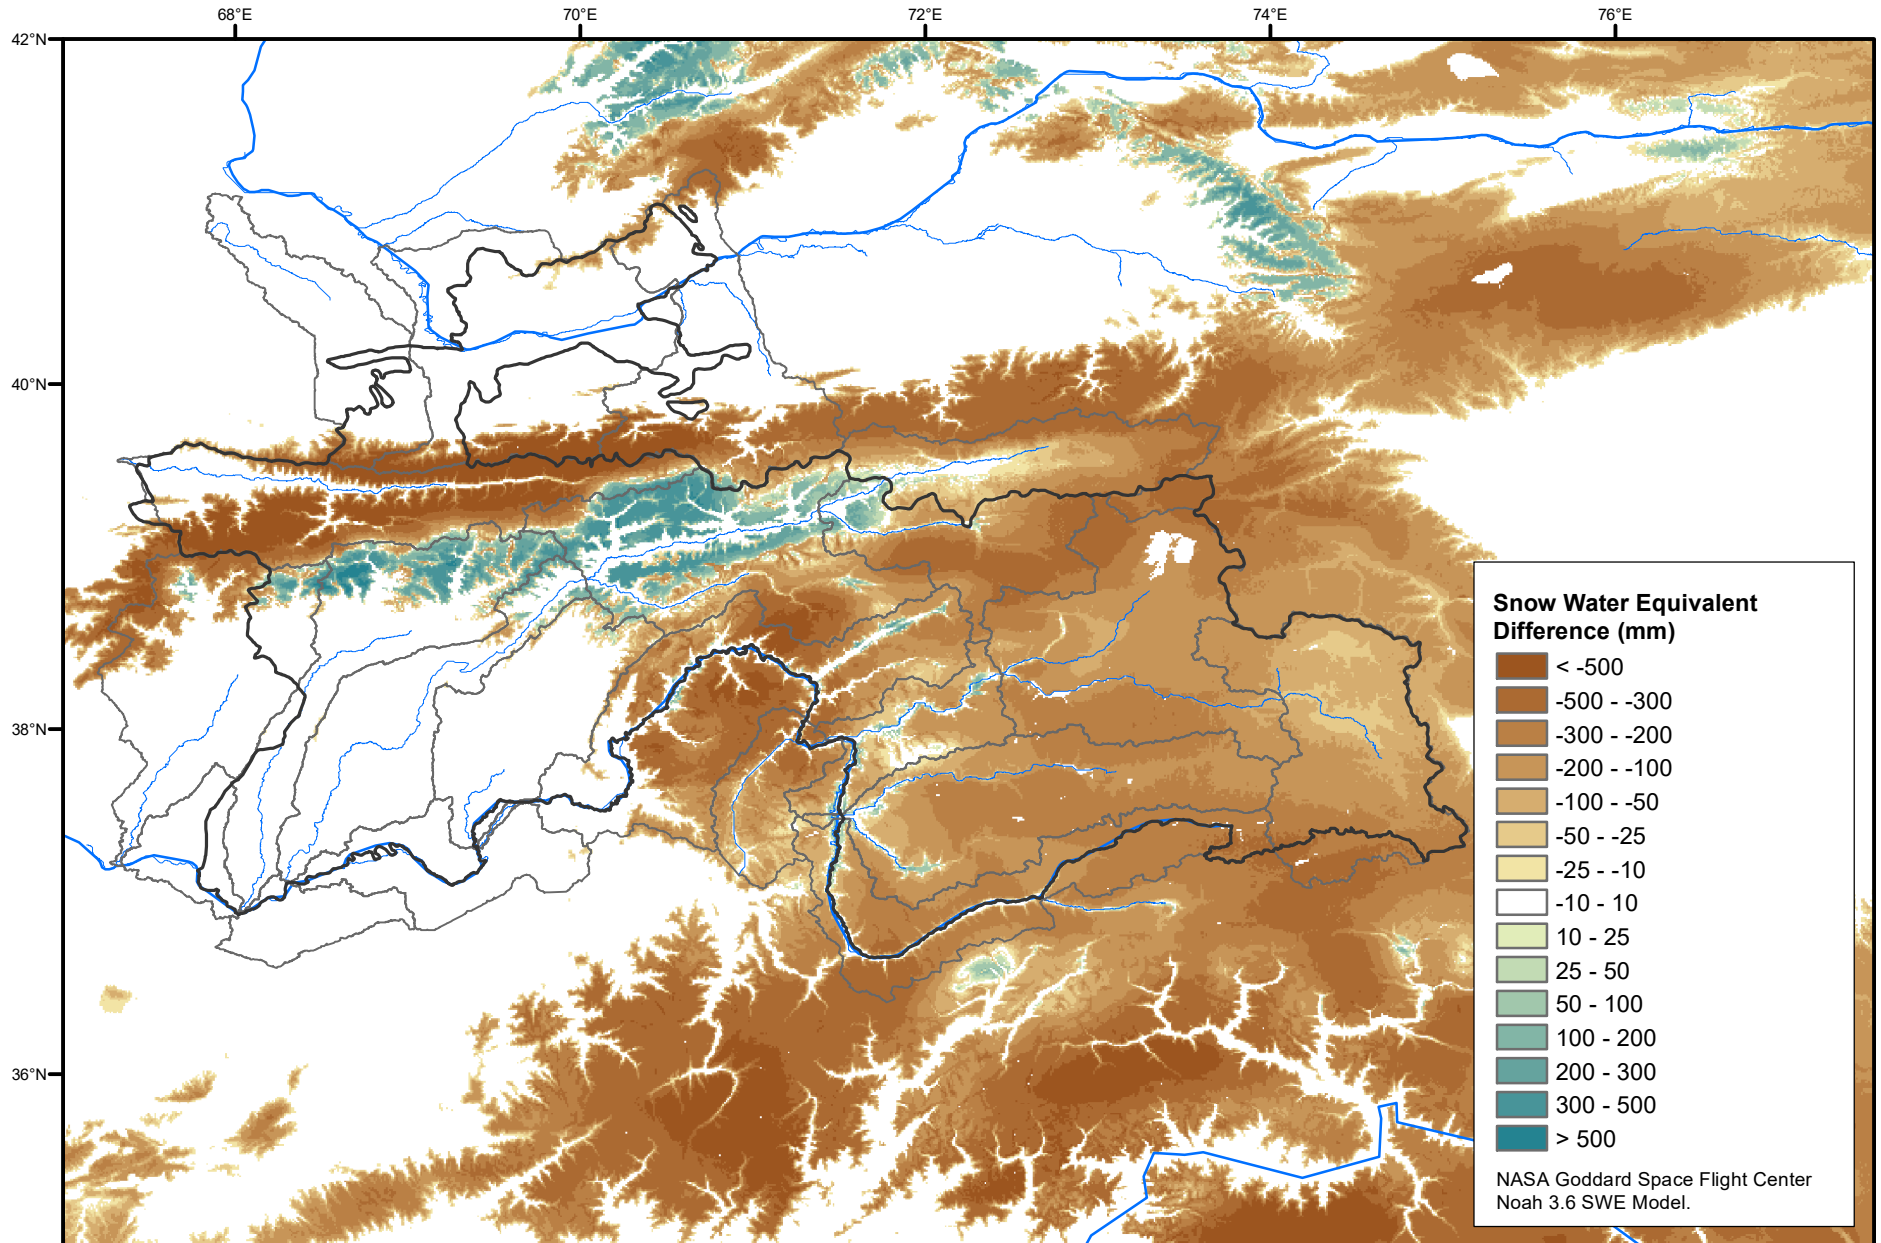 68°E 70°E 72°E 74°E 76°E
42°N
40°N
38°N
36°N
Snow Water Equivalent
Difference (mm)
< -500
-500 - -300
-300 - -200
-200 - -100
-100 - -50
-50 - -25
-25 - -10
-10 - 10
10 - 25
25 - 50
50 - 100
100 - 200
200 - 300
300 - 500
> 500
NASA Goddard Space Flight Center
Noah 3.6 SWE Model.